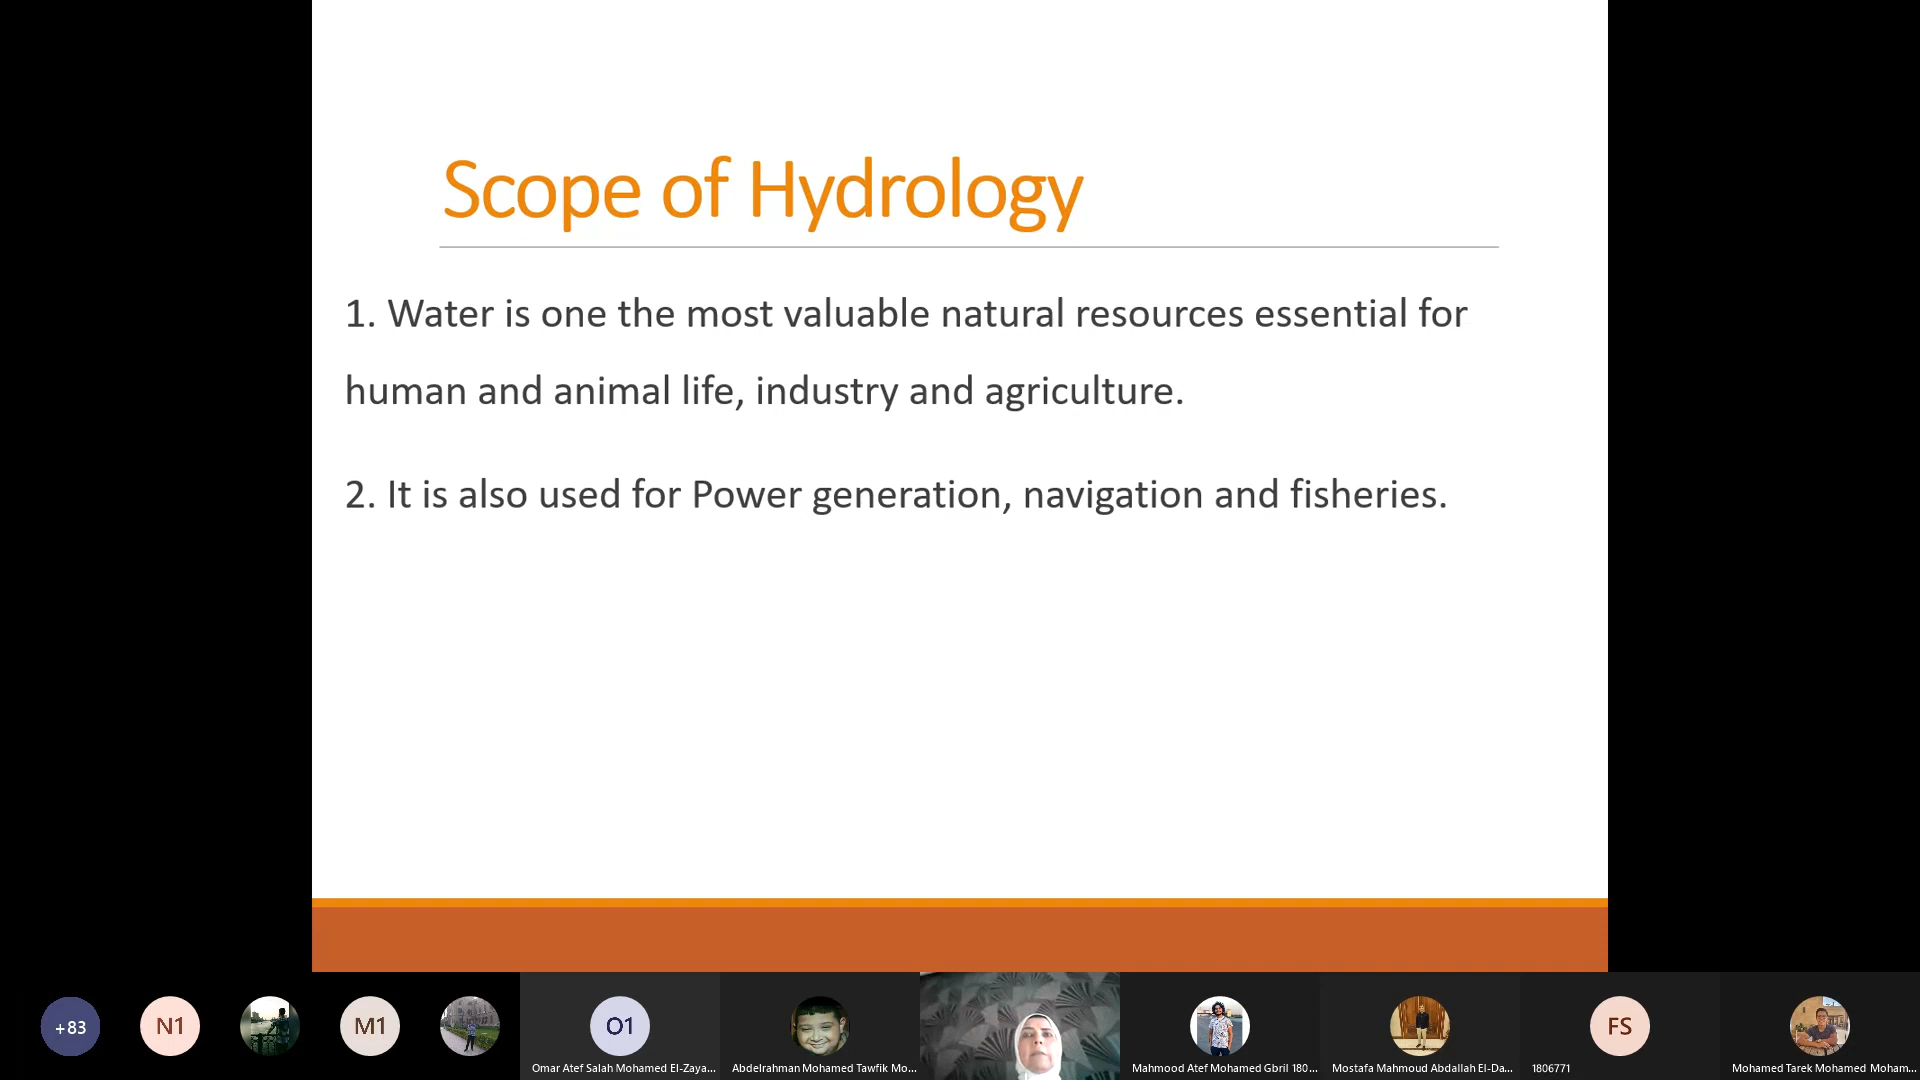 Scope of Hydrology
1. Water is one the most valuable natural resources essential for
human and animal life, industry and agriculture.
2. It is also used for Power generation, navigation and fisheries.
+83
N1
M1
O1
FS
Omar Atef Salah Mohamed El-Zaya...
Abdelrahman Mohamed Tawfik Mo...
Mahmood Atef Mohamed Gbril 180...
Mostafa Mahmoud Abdallah El-Da...
1806771
Mohamed Tarek Mohamed Moham...